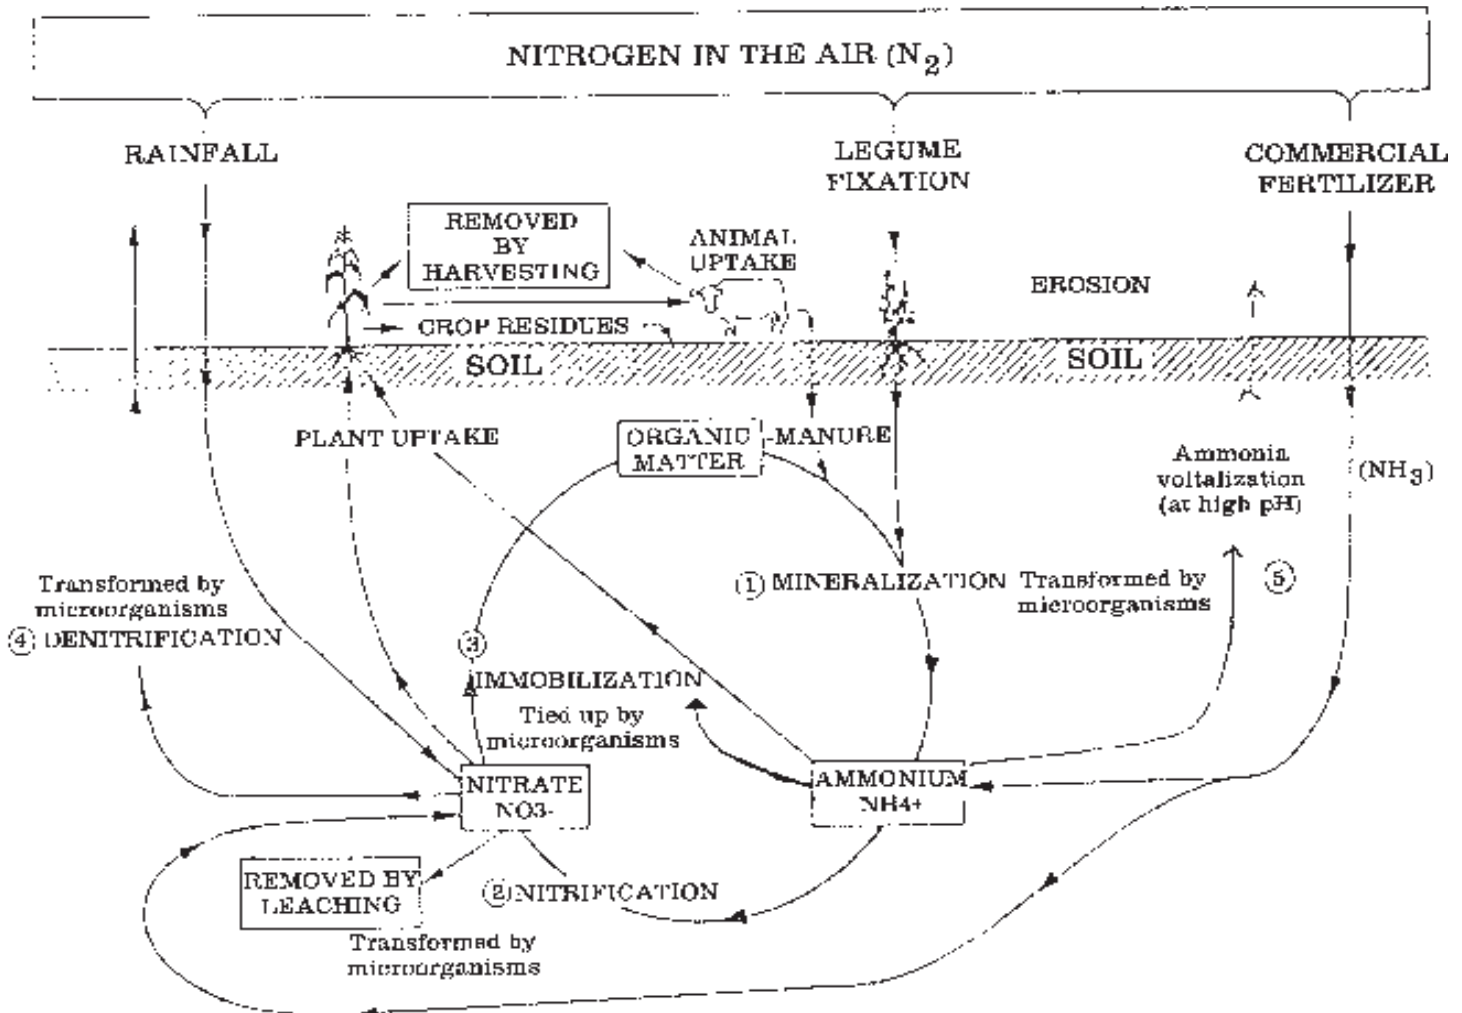 NITROGEN IN THE AIR (N2)
RAINFALL
LEGUME
FIXATION
COMMERCIAL
FERTILIZER
REMOVED
BY
HARVESTING
ANIMAL
UPTAKE
EROSION
CROP RESIDUES
SOIL
SOIL
PLANT UPTAKE
ORGANIC
MATTER
-MANURE
Ammonia
voltalization
(at high pH)
(NH3)
Transformed by
microorganisms
4 DENITRIFICATION
1 MINERALIZATION
Transformed by
microorganisms
5
3
IMMOBILIZATION
Tied up by
microorganisms
NITRATE
NO3-
AMMONIUM
NH4+
REMOVED BY
LEACHING
2 NITRIFICATION
Transformed by
microorganisms